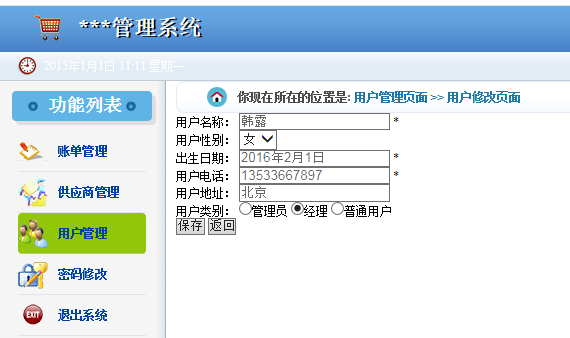 ***管理系统
2015年1月1日 11:11 星期一
功能列表
账单管理
供应商管理
用户管理
密码修改
退出系统
EXIT
你现在所在的位置是: 用户管理页面 >> 用户修改页面
用户名称： 韩露 *
用户性别： 女
出生日期： 2016年2月1日 *
用户电话： 13533667897 *
用户地址： 北京
用户类别： 管理员 经理 普通用户
保存 返回